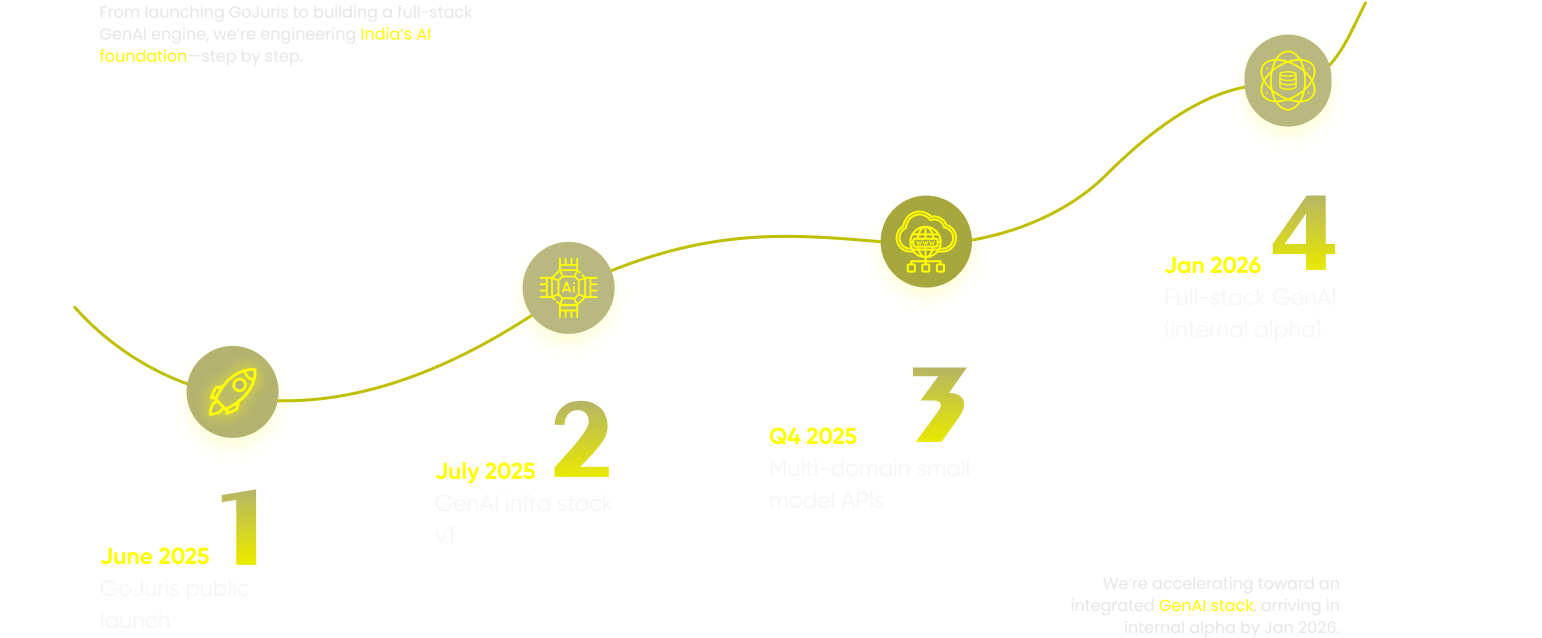 From launching GoJuris to building a full-stack
GenAI engine, we’re engineering India’s AI
foundation—step by step.
1
June 2025
GoJuris public
launch
Ai
2
July 2025
GenAI infra stack
v1
WWW
3
Q4 2025
Multi-domain small
model APIs
4
Jan 2026
Full-stack GenAI
(internal alpha)
We’re accelerating toward an
integrated GenAI stack, arriving in
internal alpha by Jan 2026.